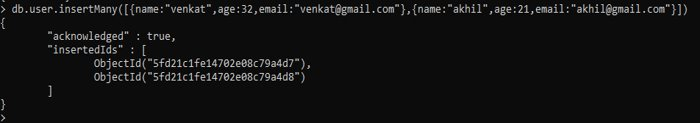 > db.user.insertMany([{name:"venkat",age:32,email:"venkat@gmail.com"},{name:"akhil",age:21,email:"akhil@gmail.com"}])
{
        "acknowledged" : true,
        "insertedIds" : [
                ObjectId("5fd21c1fe14702e08c79a4d7"),
                ObjectId("5fd21c1fe14702e08c79a4d8")
        ]
}
>